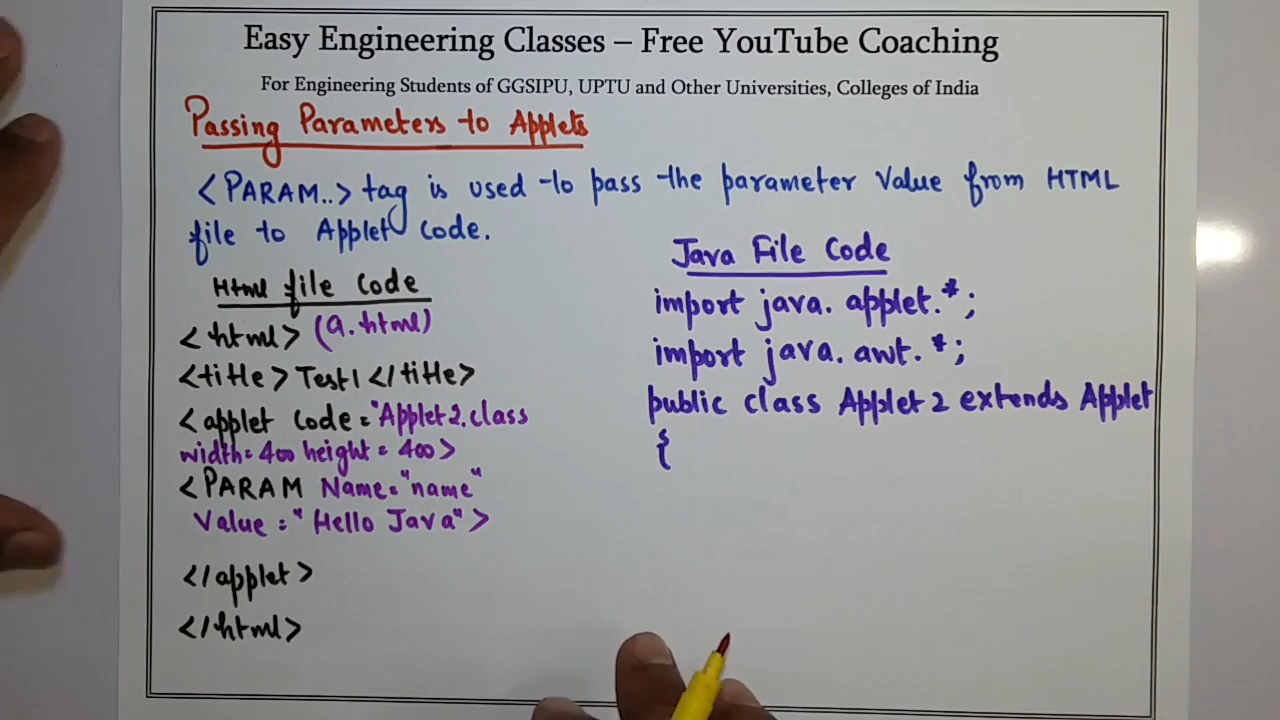 Easy Engineering Classes – Free YouTube Coaching
For Engineering Students of GGSIPU, UPTU and Other Universities, Colleges of India
Passing Parameters to Applets
<PARAM..> tag is used to pass the parameter Value from HTML
file to Applet Code.
Html file Code
<html> (a.html)
<title> Test1 </title>
<applet Code = "Applet2.class
width= 400 height = 400>
<PARAM Name="name"
Value = "Hello Java">
</applet>
</html>
Java File Code
import java. applet.*;
import java. awt. *;
public class Applet2 extends Applet
{